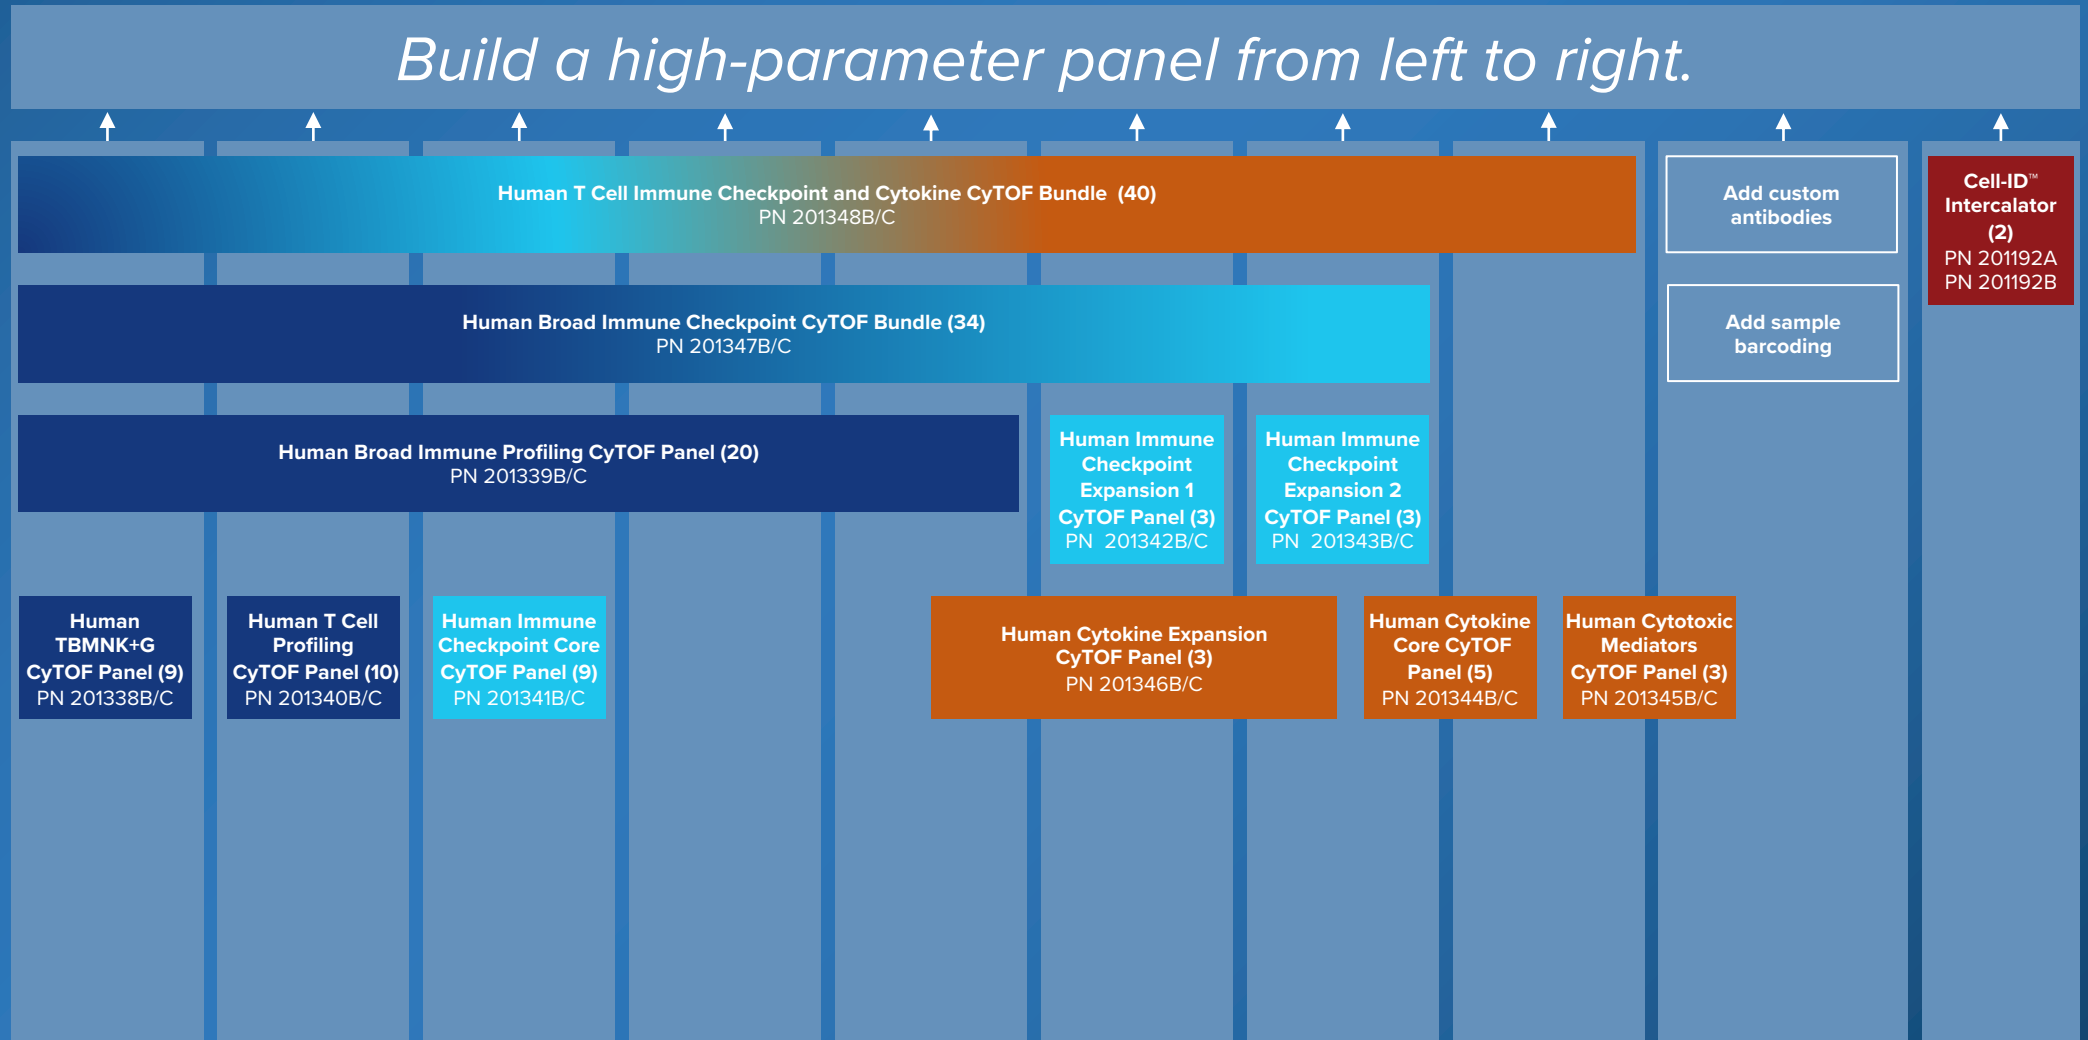 Build a high-parameter panel from left to right.
Human T Cell Immune Checkpoint and Cytokine CyTOF Bundle (40)
PN 201348B/C
Add custom
antibodies
Cell-ID™
Intercalator
(2)
PN 201192A
PN 201192B
Human Broad Immune Checkpoint CyTOF Bundle (34)
PN 201347B/C
Add sample
barcoding
Human Broad Immune Profiling CyTOF Panel (20)
PN 201339B/C
Human Immune
Checkpoint
Expansion 1
CyTOF Panel (3)
PN 201342B/C
Human Immune
Checkpoint
Expansion 2
CyTOF Panel (3)
PN 201343B/C
Human
TBMNK+G
CyTOF Panel (9)
PN 201338B/C
Human T Cell
Profiling
CyTOF Panel (10)
PN 201340B/C
Human Immune
Checkpoint Core
CyTOF Panel (9)
PN 201341B/C
Human Cytokine Expansion
CyTOF Panel (3)
PN 201346B/C
Human Cytokine
Core CyTOF
Panel (5)
PN 201344B/C
Human Cytotoxic
Mediators
CyTOF Panel (3)
PN 201345B/C